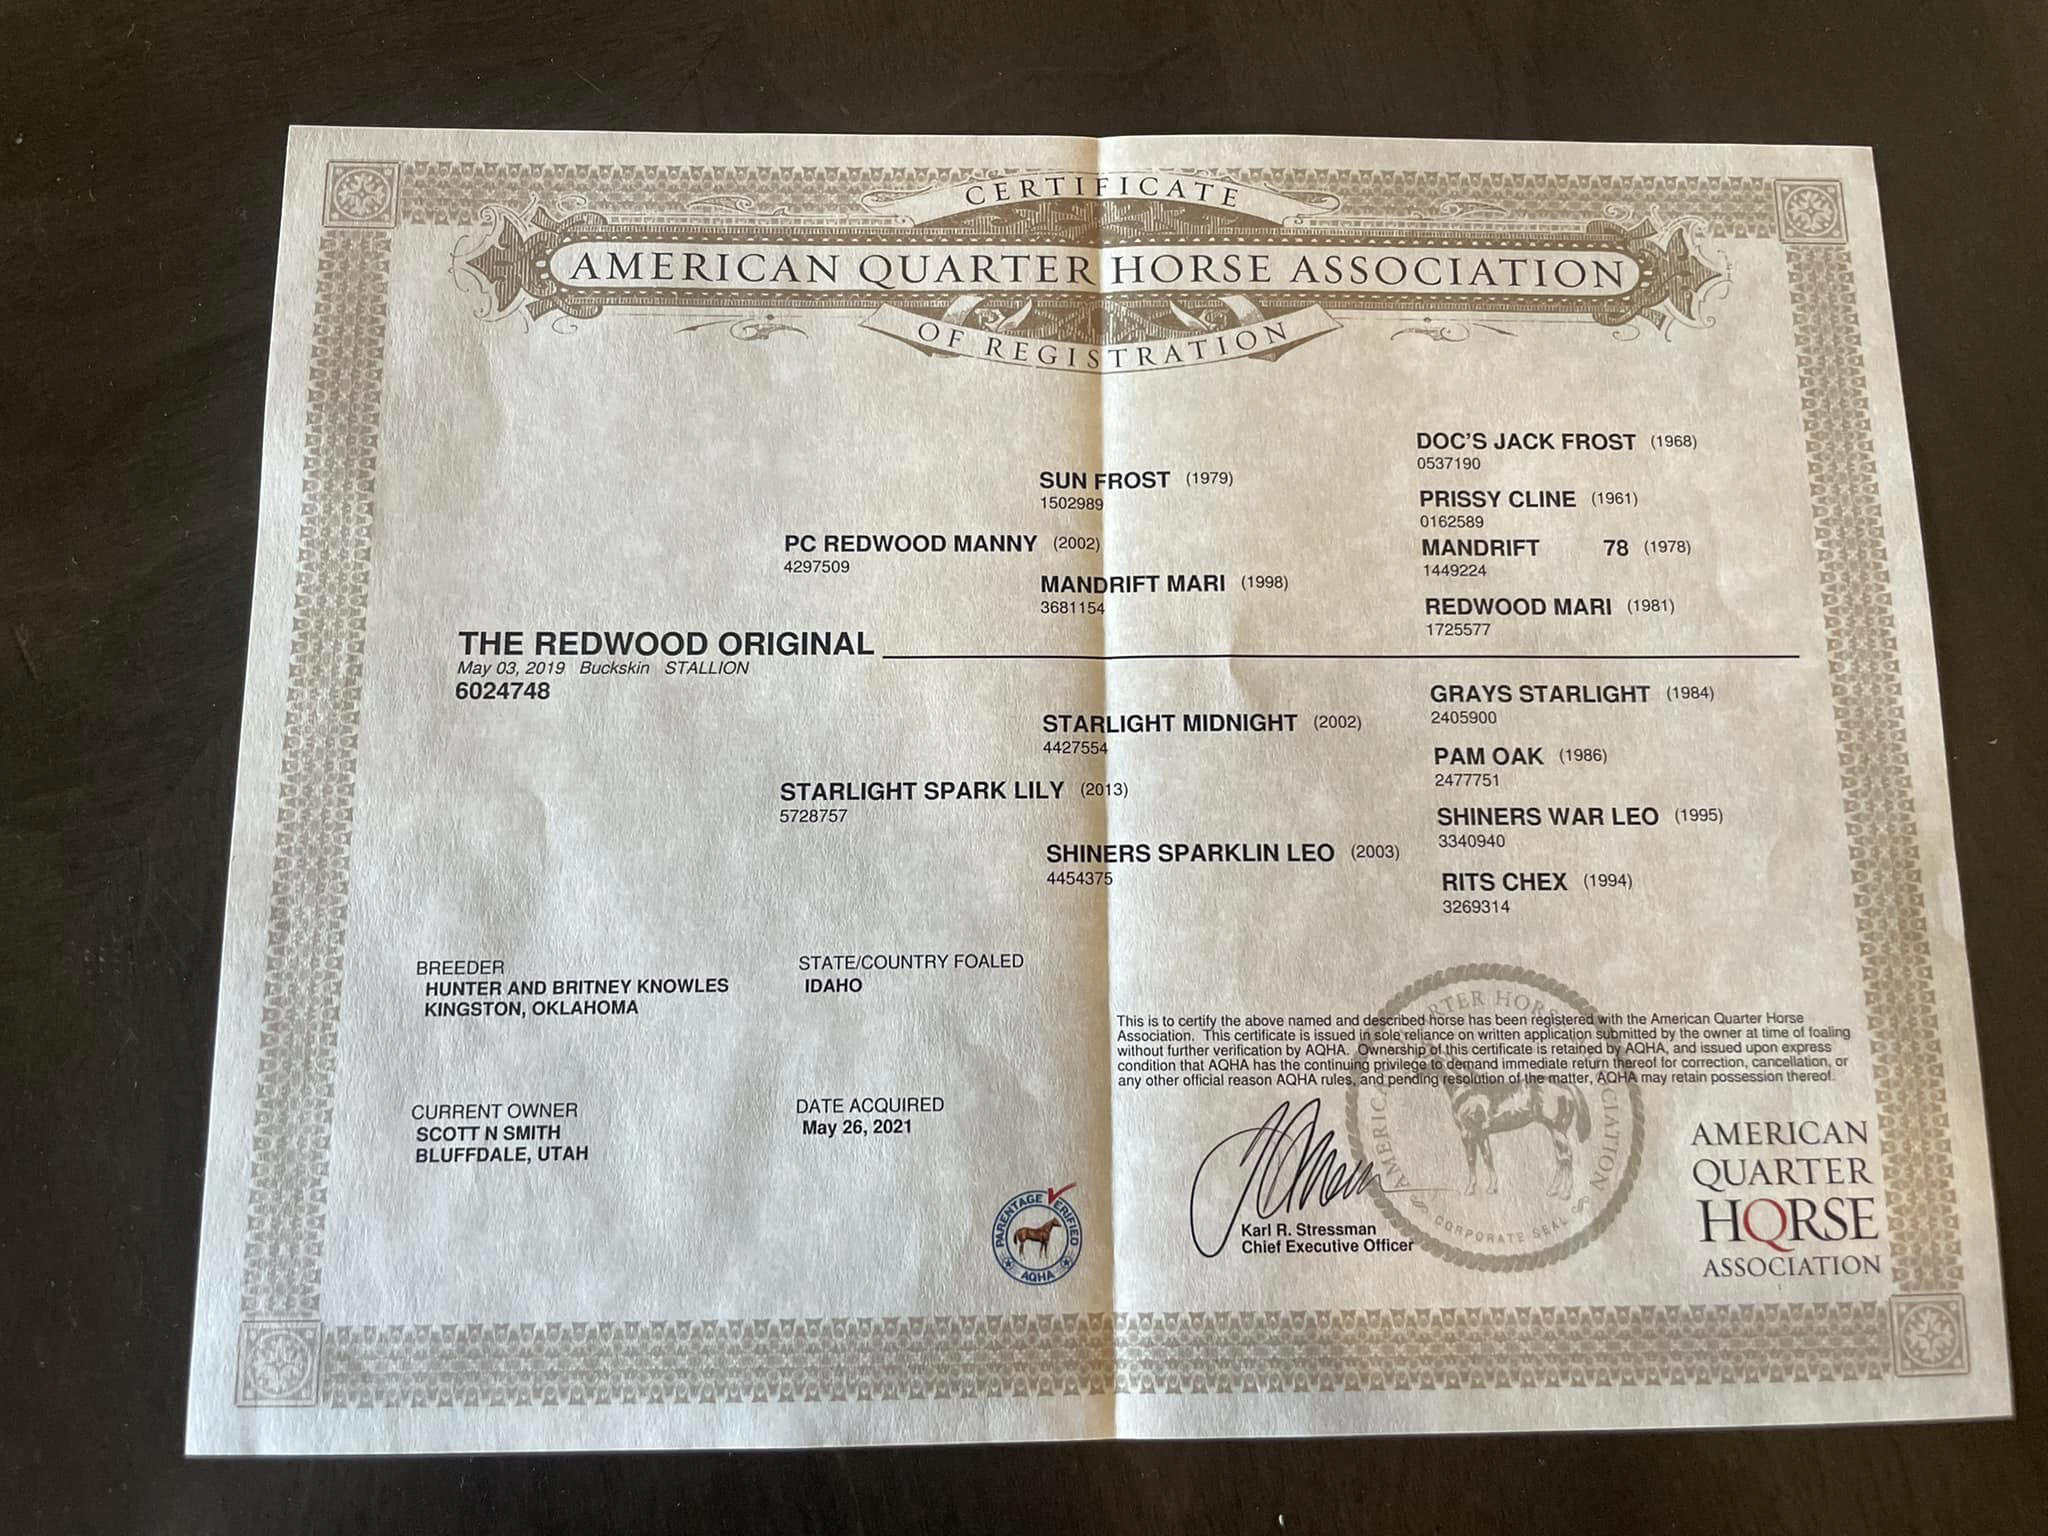 CERTIFICATE
AMERICAN QUARTER HORSE ASSOCIATION
OF REGISTRATION
DOC'S JACK FROST (1968)
0537190
SUN FROST (1979)
1502989
PRISSY CLINE (1961)
0162589
PC REDWOOD MANNY (2002)
4297509
MANDRIFT 78 (1978)
1449224
MANDRIFT MARI (1998)
3681154
REDWOOD MARI (1981)
1725577
THE REDWOOD ORIGINAL
May 03, 2019 Buckskin STALLION
6024748
GRAYS STARLIGHT (1984)
2405900
STARLIGHT MIDNIGHT (2002)
4427554
PAM OAK (1986)
2477751
STARLIGHT SPARK LILY (2013)
5728757
SHINERS WAR LEO (1995)
3340940
SHINERS SPARKLIN LEO (2003)
4454375
RITS CHEX (1994)
3269314
BREEDER
HUNTER AND BRITNEY KNOWLES
KINGSTON, OKLAHOMA
STATE/COUNTRY FOALED
IDAHO
This is to certify the above named and described horse has been registered with the American Quarter Horse
Association. This certificate is issued in sole reliance on written application submitted by the owner at time of foaling
without further verification by AQHA. Ownership of this certificate is retained by AQHA, and issued upon express
condition that AQHA has the continuing privilege to demand immediate return thereof for correction, cancellation, or
any other official reason AQHA rules, and pending resolution of the matter, AQHA may retain possession thereof.
CURRENT OWNER
SCOTT N SMITH
BLUFFDALE, UTAH
DATE ACQUIRED
May 26, 2021
PARENTAGE VERIFIED
AQHA
Karl R. Stressman
Chief Executive Officer
AMERICAN QUARTER HORSE ASSOCIATION
CORPORATE SEAL
AMERICAN
QUARTER
HORSE
ASSOCIATION